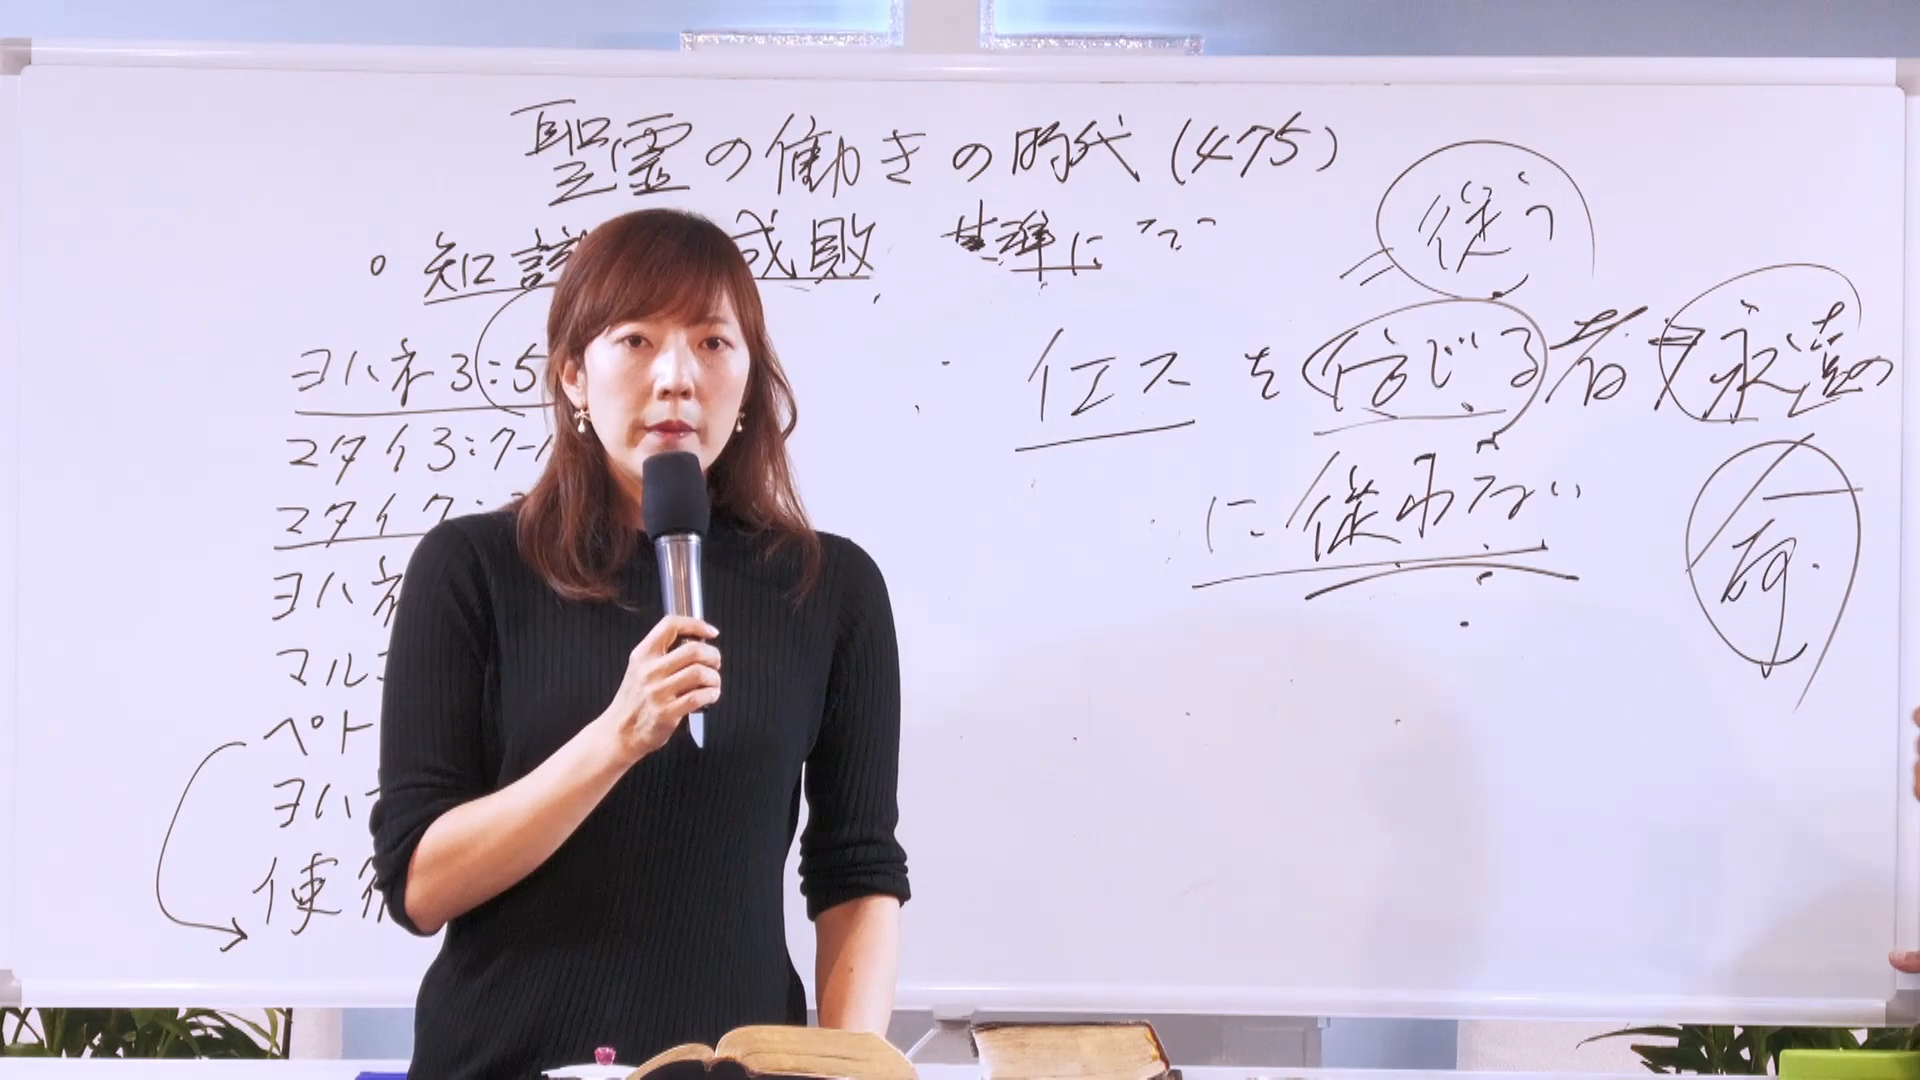 聖霊の働きの時代 (475)
・知識 成敗 基準に
ヨハネ3:5
マタイ3:7-
マタイ7:
ヨハネ
マルコ
ペト
ヨハ
使徒
従う
イエスを信じる者は永遠の
命
に従わない